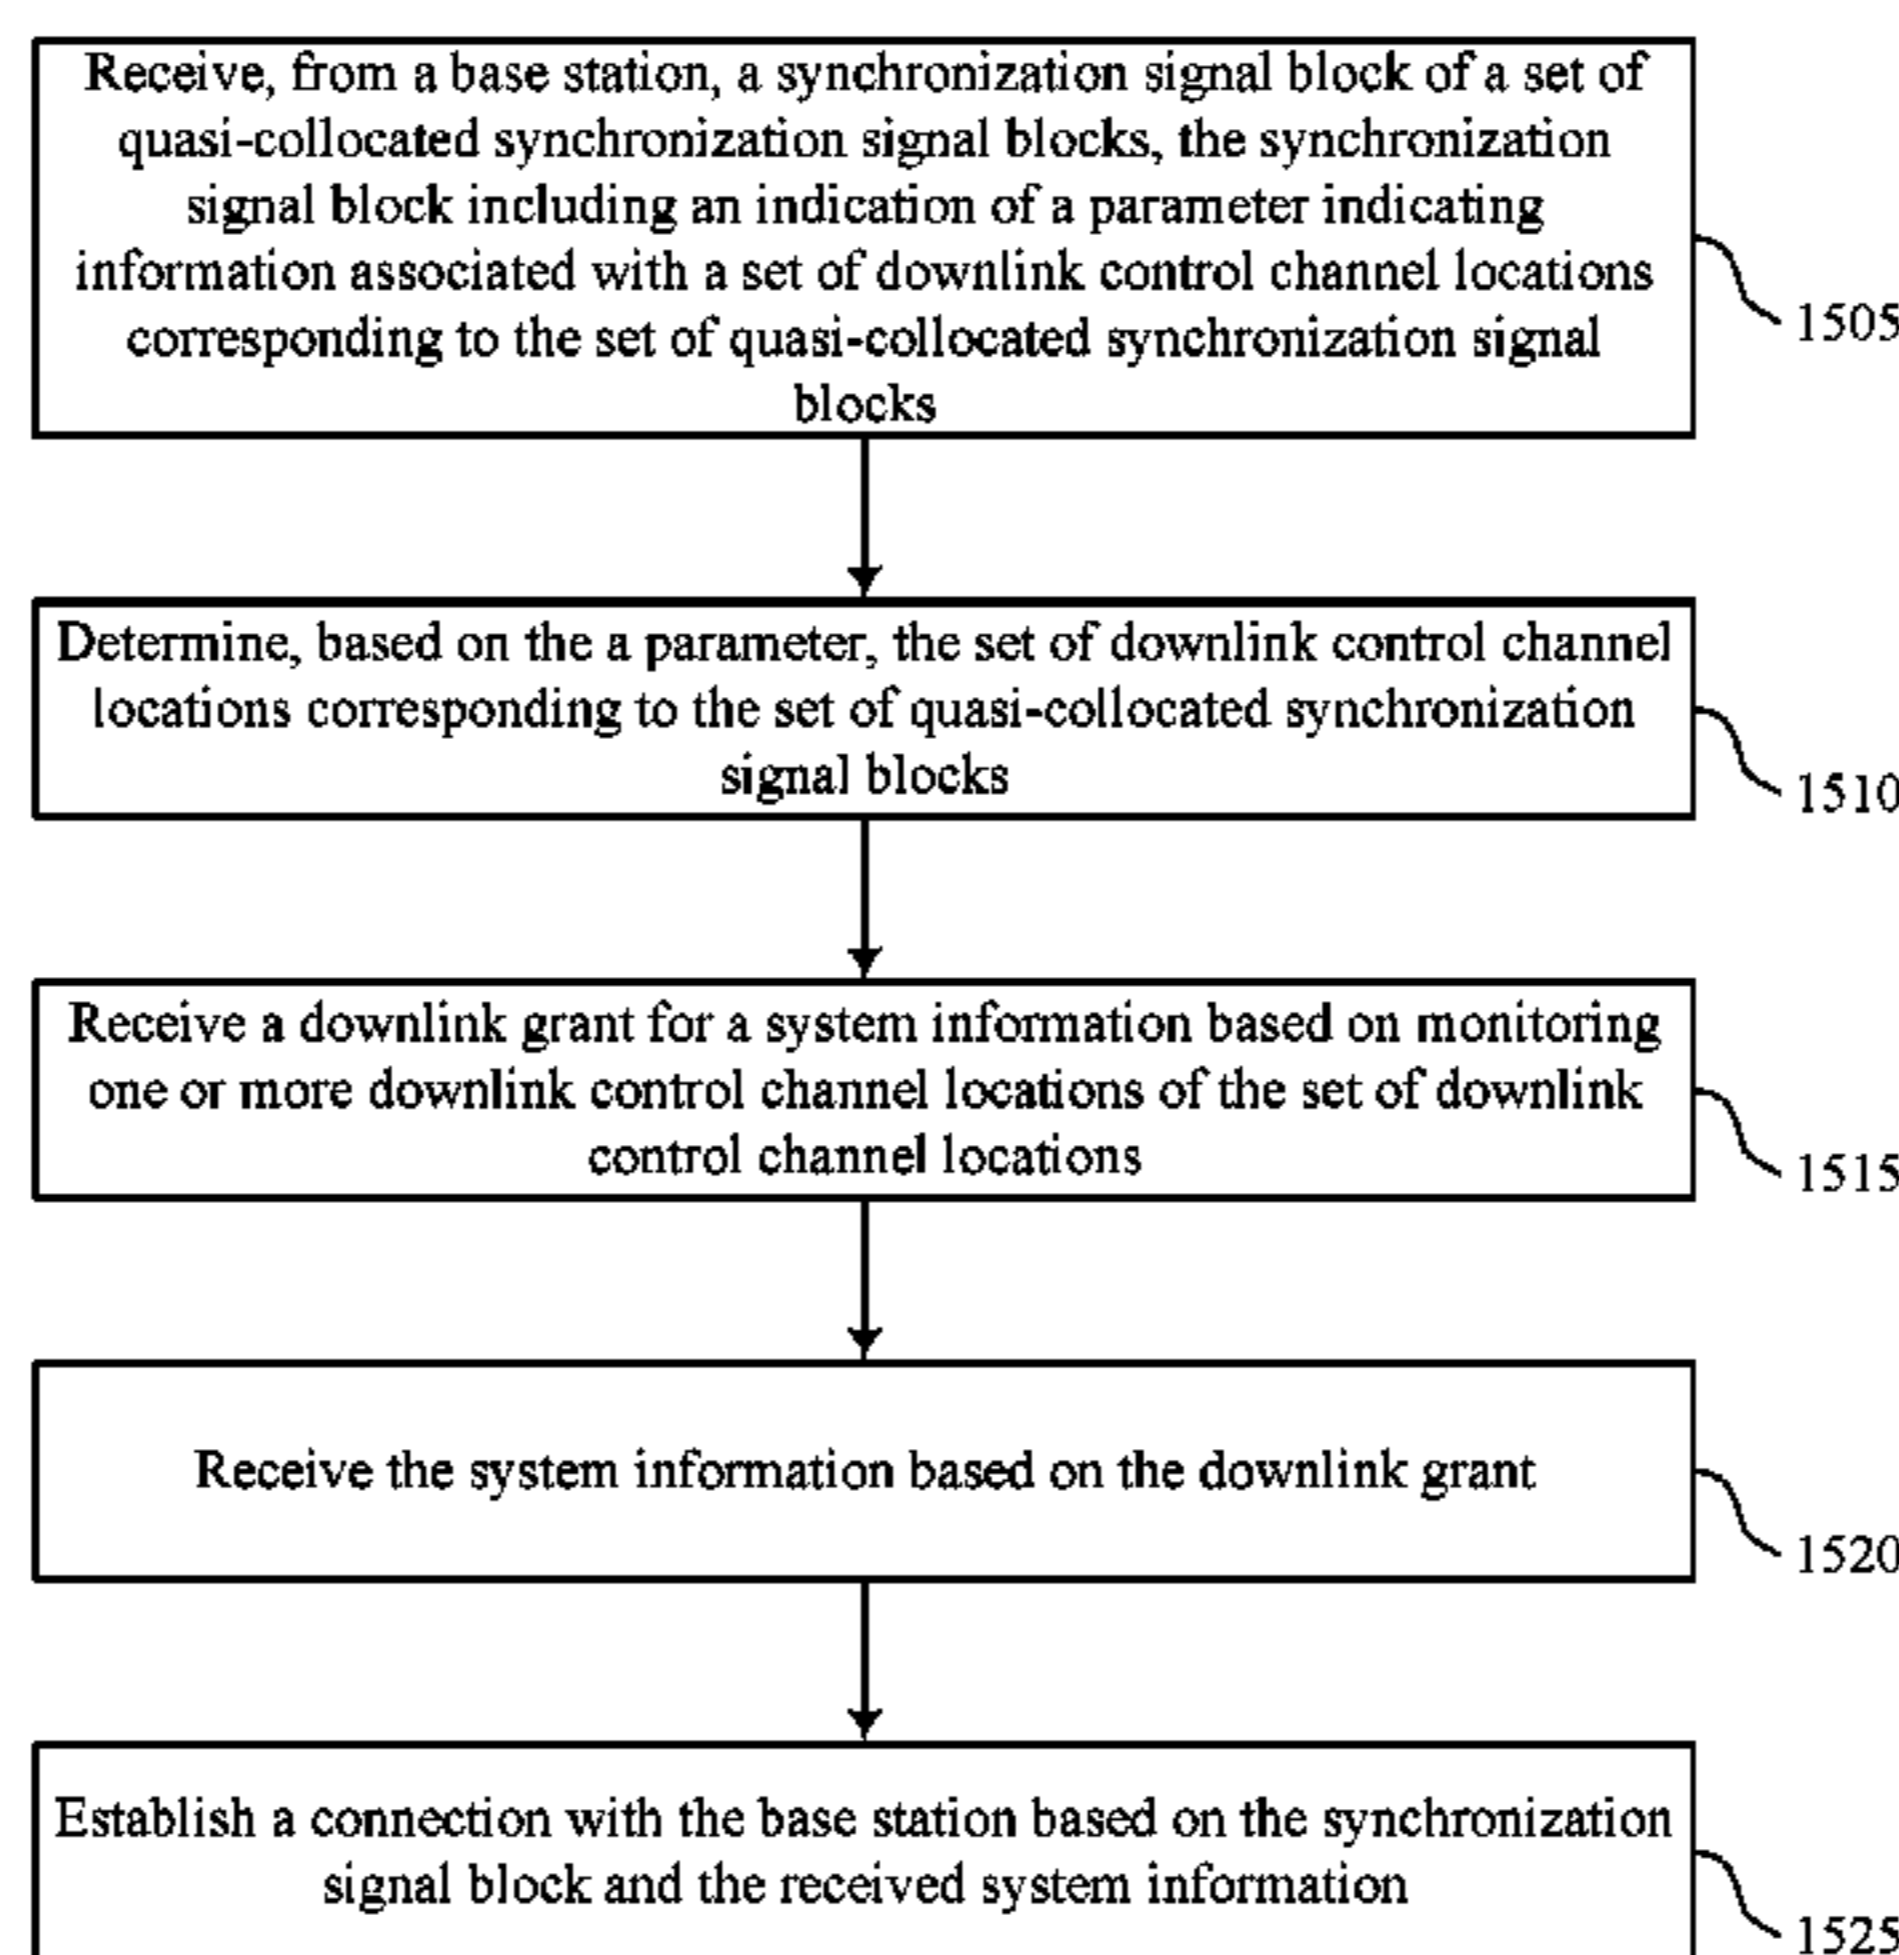 Receive, from a base station, a synchronization signal block of a set of
quasi-collocated synchronization signal blocks, the synchronization
signal block including an indication of a parameter indicating
information associated with a set of downlink control channel locations
corresponding to the set of quasi-collocated synchronization signal
blocks
1505
Determine, based on the a parameter, the set of downlink control channel
locations corresponding to the set of quasi-collocated synchronization
signal blocks
1510
Receive a downlink grant for a system information based on monitoring
one or more downlink control channel locations of the set of downlink
control channel locations
1515
Receive the system information based on the downlink grant
1520
Establish a connection with the base station based on the synchronization
signal block and the received system information
1525